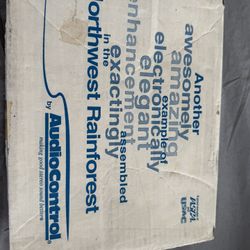 Another
awesomely
amazing
example of
electronically
elegant
enhancement
exactingly
assembled
in the
Northwest Rainforest
by AudioControl®
making good stereo sound better®